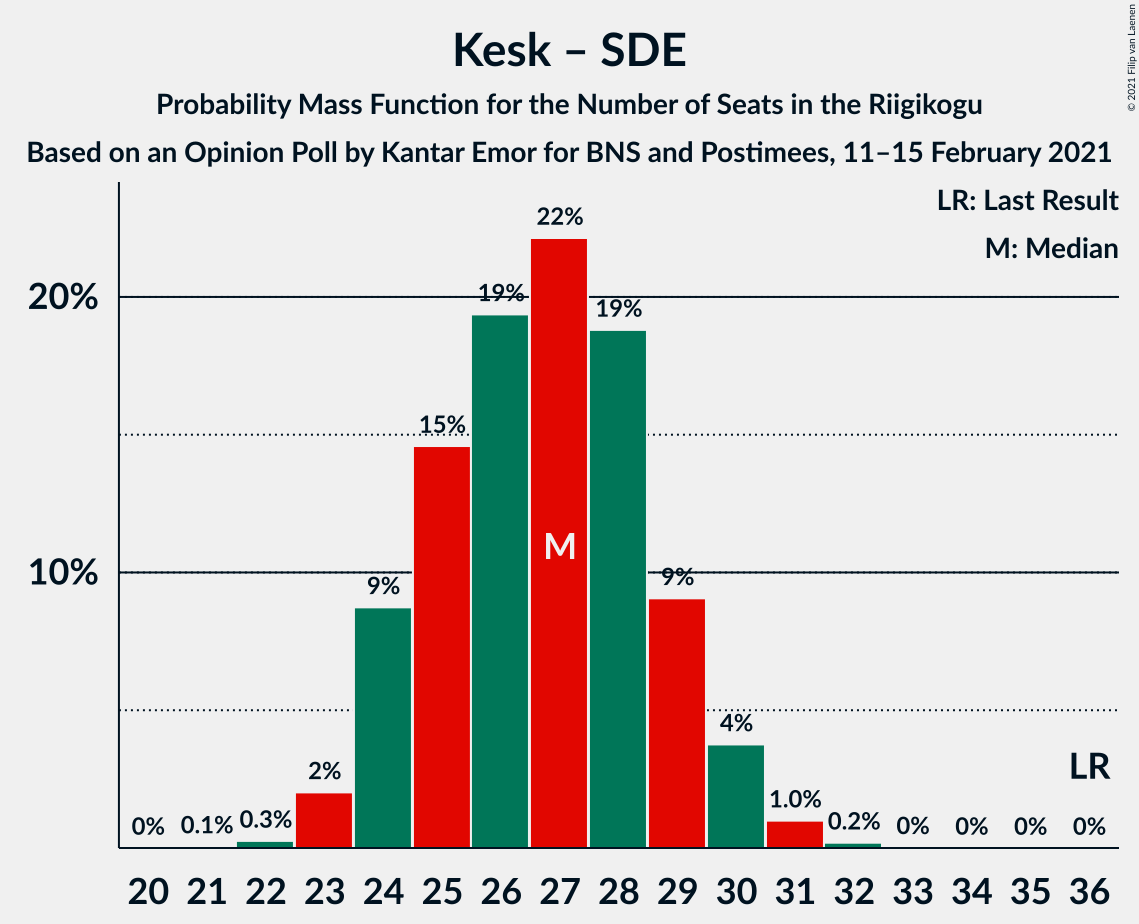 Kesk – SDE
Probability Mass Function for the Number of Seats in the Riigikogu
Based on an Opinion Poll by Kantar Emor for BNS and Postimees, 11–15 February 2021
© 2021 Filip van Laenen
LR: Last Result
M: Median
20%
10%
0%
0.1%
0.3%
2%
9%
15%
19%
22%
19%
9%
4%
1.0%
0.2%
0%
0%
0%
0%
M
LR
20 21 22 23 24 25 26 27 28 29 30 31 32 33 34 35 36